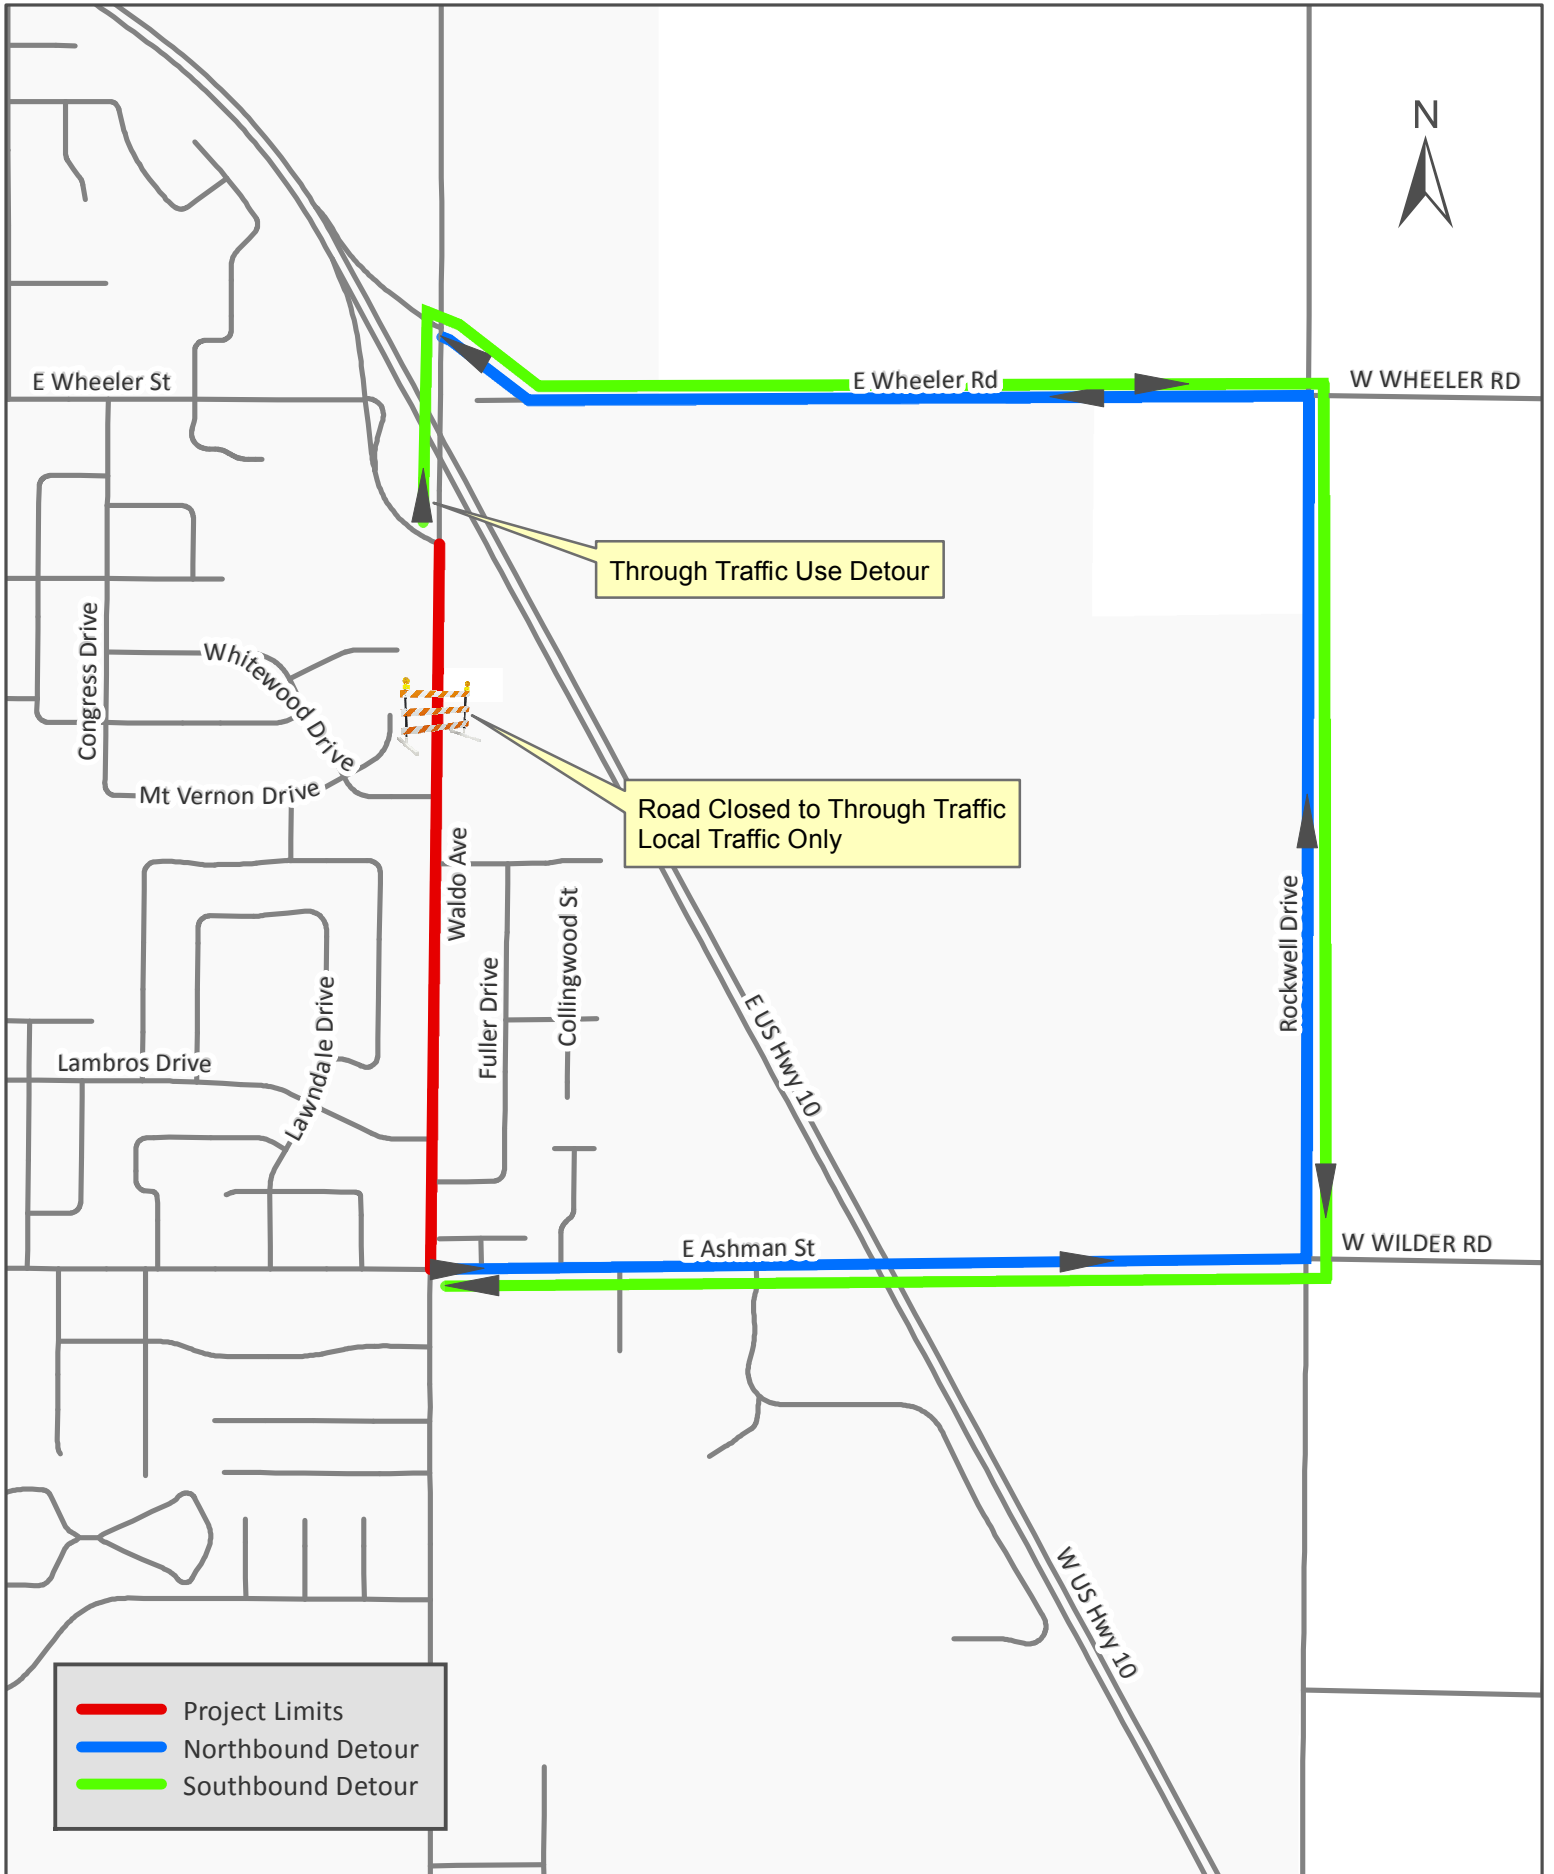 N
E Wheeler St
E Wheeler Rd
W WHEELER RD
Through Traffic Use Detour
Congress Drive
Whitewood Drive
Mt Vernon Drive
Road Closed to Through Traffic
Local Traffic Only
Waldo Ave
Fuller Drive
Collingwood St
Rockwell Drive
E US Hwy 10
Lambros Drive
Lawndale Drive
E Ashman St
W WILDER RD
W US Hwy 10
Project Limits
Northbound Detour
Southbound Detour